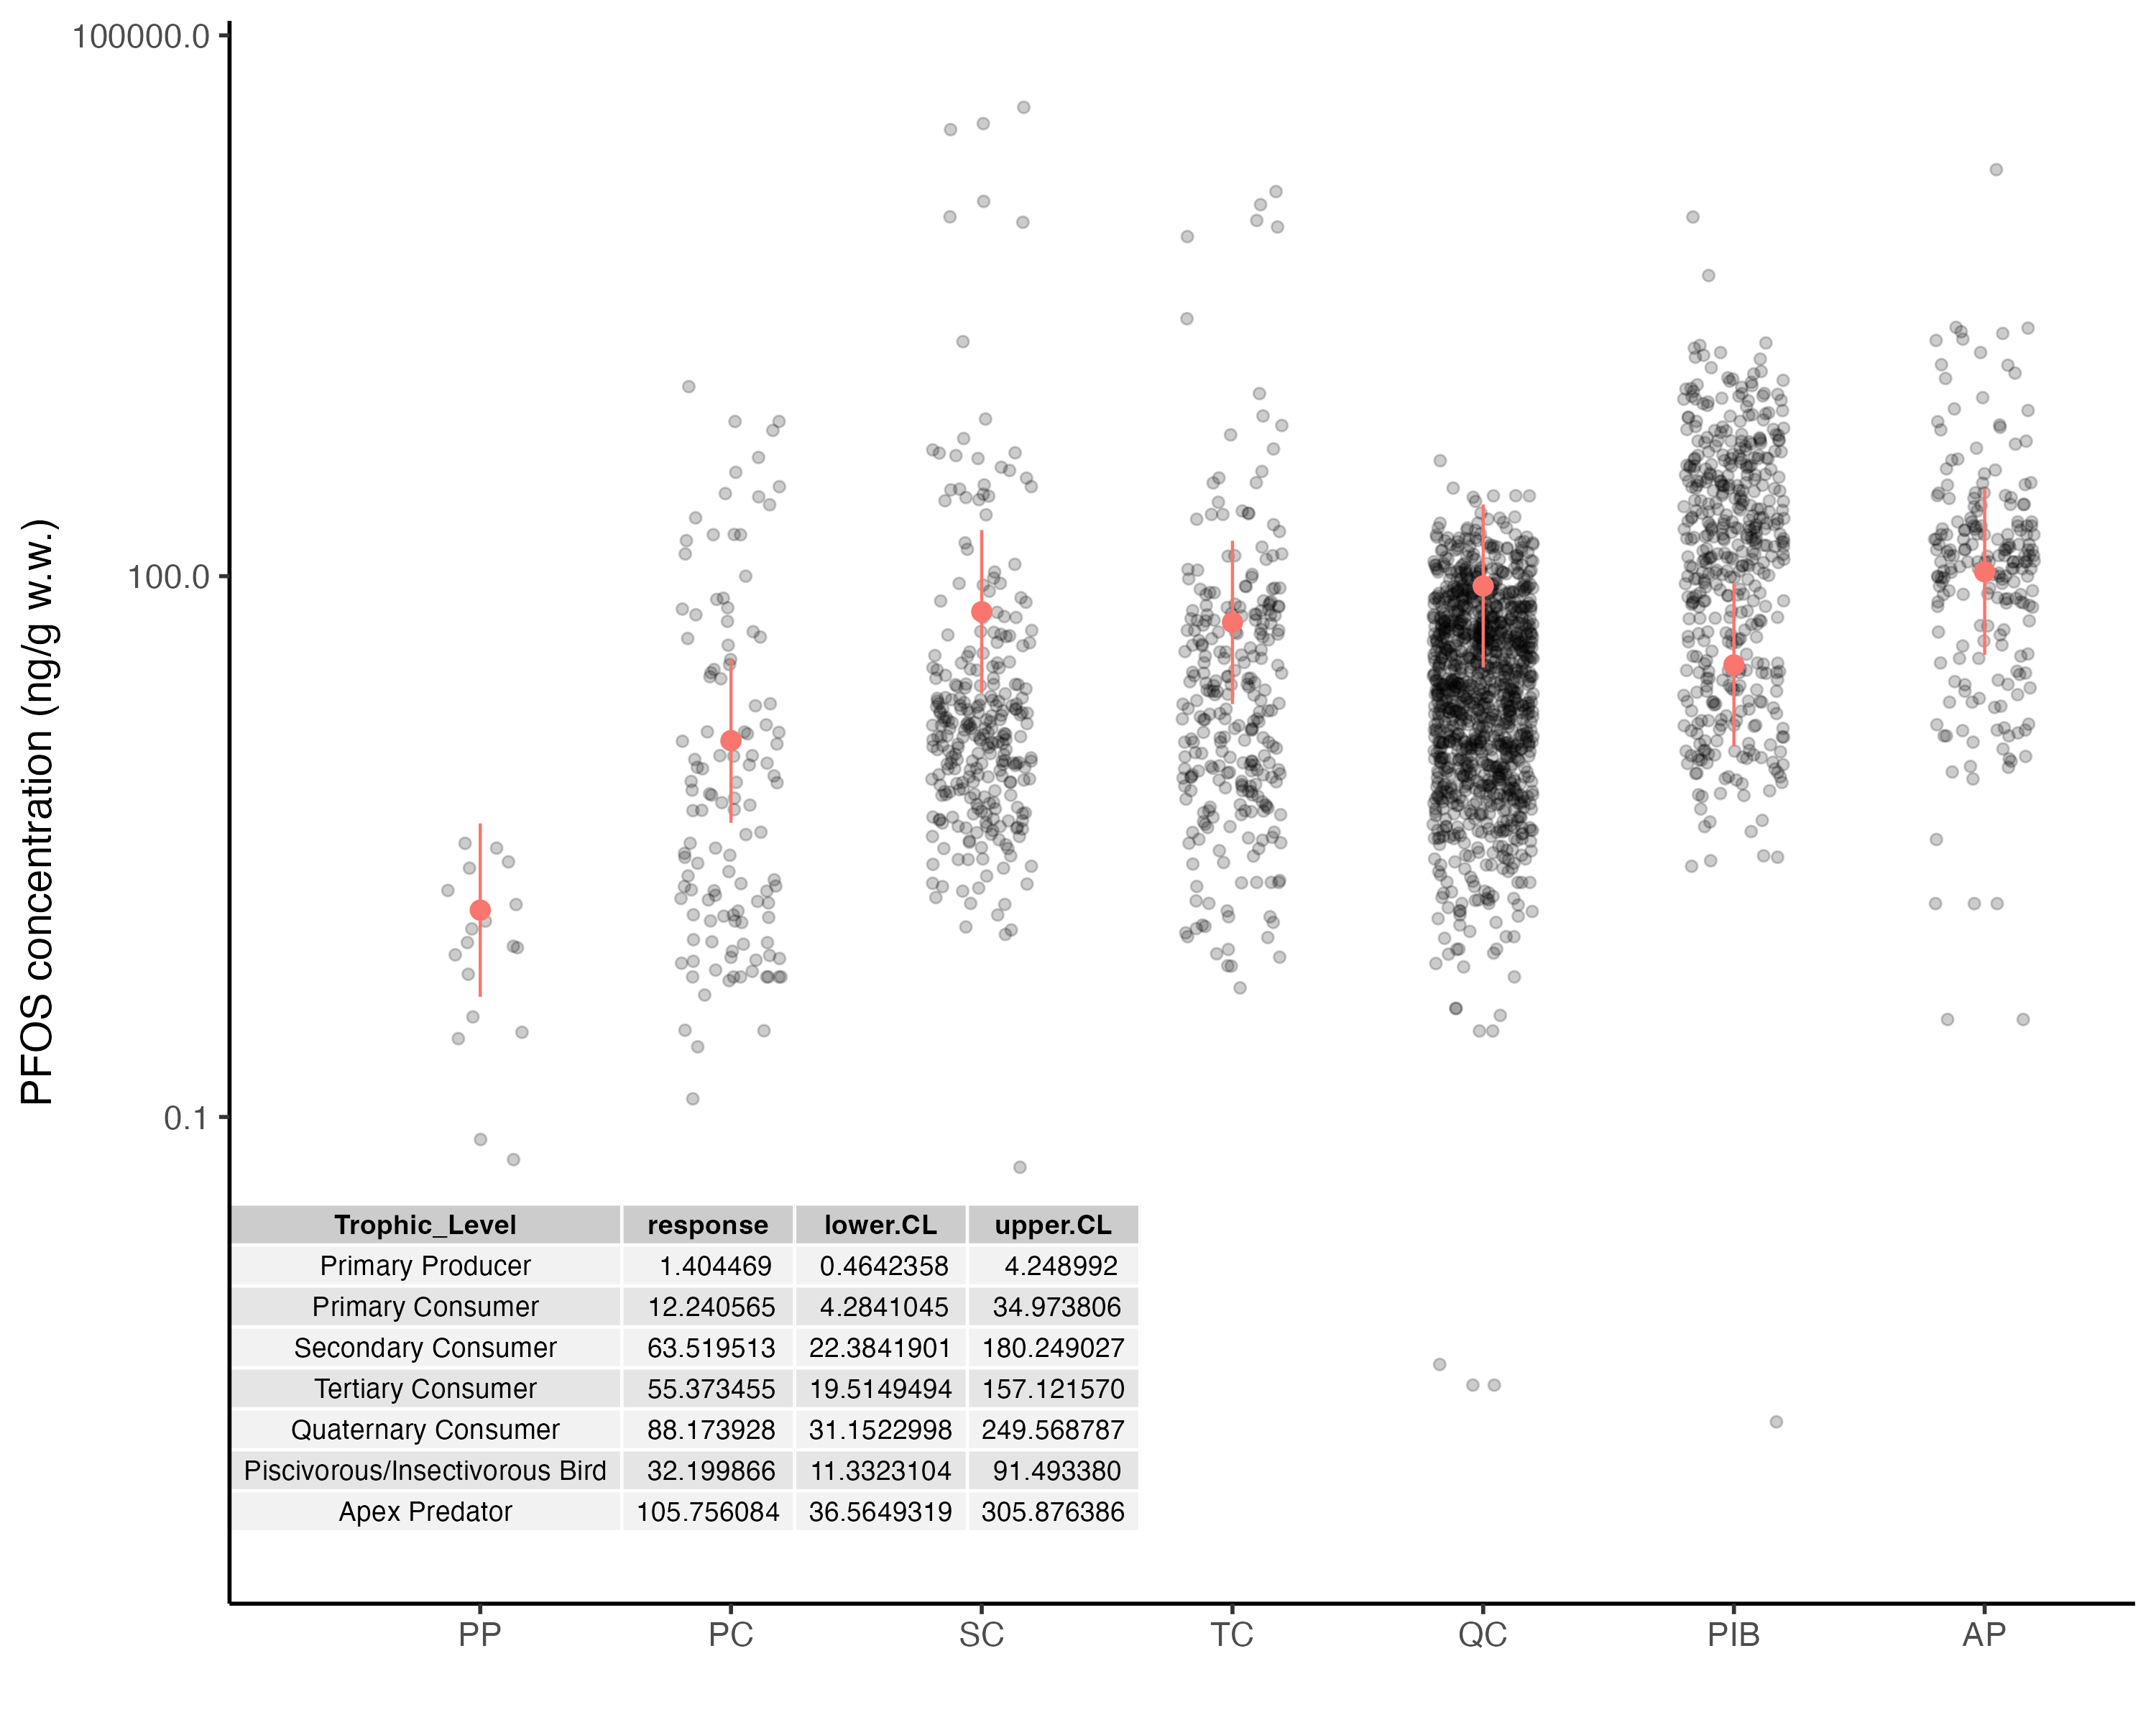 100000.0
100.0
0.1
PFOS concentration (ng/g w.w.)
Trophic_Level response lower.CL upper.CL
Primary Producer 1.404469 0.4642358 4.248992
Primary Consumer 12.240565 4.2841045 34.973806
Secondary Consumer 63.519513 22.3841901 180.249027
Tertiary Consumer 55.373455 19.5149494 157.121570
Quaternary Consumer 88.173928 31.1522998 249.568787
Piscivorous/Insectivorous Bird 32.199866 11.3323104 91.493380
Apex Predator 105.756084 36.5649319 305.876386
PP PC SC TC QC PIB AP